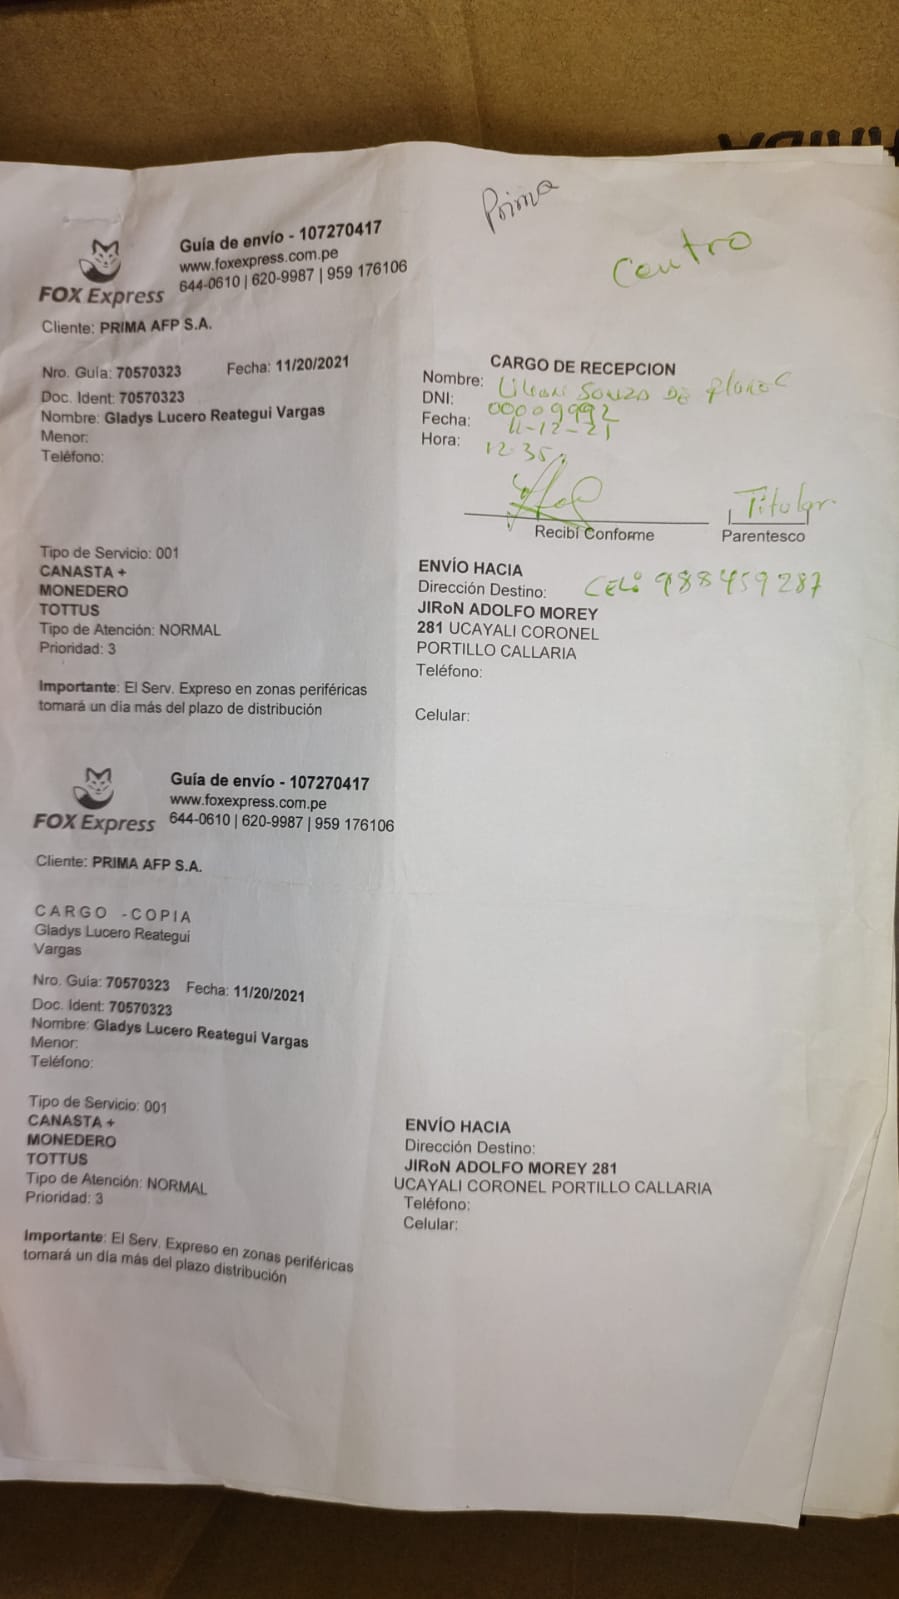 Prima
Centro
Guía de envío - 107270417
www.foxexpress.com.pe
644-0610 | 620-9987 | 959 176106
FOX Express
Cliente: PRIMA AFP S.A.
Nro. Guía: 70570323 Fecha: 11/20/2021
Doc. Ident: 70570323
Nombre: Gladys Lucero Reategui Vargas
Menor:
Teléfono:
CARGO DE RECEPCION
Nombre: Souza De
DNI: 00009992
Fecha: 11-12-21
Hora: 12:35
Titular
Recibí Conforme Parentesco
Tipo de Servicio: 001
CANASTA +
MONEDERO
TOTTUS
Tipo de Atención: NORMAL
Prioridad: 3
Importante: El Serv. Expreso en zonas periféricas
tomará un día más del plazo de distribución
ENVÍO HACIA
Dirección Destino: CEL: 988459287
JIRoN ADOLFO MOREY
281 UCAYALI CORONEL
PORTILLO CALLARIA
Teléfono:
Celular:
Guía de envío - 107270417
www.foxexpress.com.pe
644-0610 | 620-9987 | 959 176106
FOX Express
Cliente: PRIMA AFP S.A.
CARGO -COPIA
Gladys Lucero Reategui
Vargas
Nro. Guía: 70570323 Fecha: 11/20/2021
Doc. Ident: 70570323
Nombre: Gladys Lucero Reategui Vargas
Menor:
Teléfono:
Tipo de Servicio: 001
CANASTA +
MONEDERO
TOTTUS
Tipo de Atención: NORMAL
Prioridad: 3
Importante: El Serv. Expreso en zonas periféricas
tomará un día más del plazo distribución
ENVÍO HACIA
Dirección Destino:
JIRoN ADOLFO MOREY 281
UCAYALI CORONEL PORTILLO CALLARIA
Teléfono:
Celular: